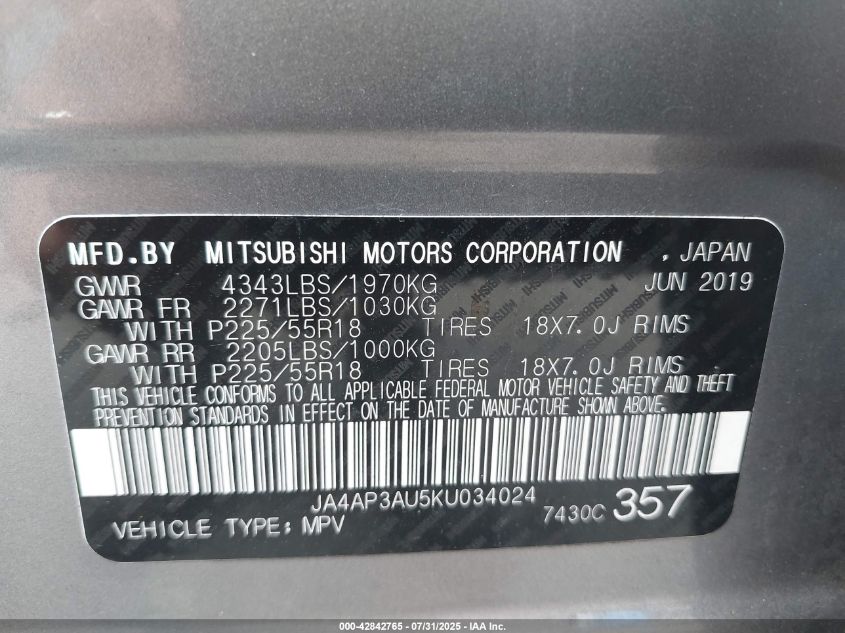 MFD.BY MITSUBISHI MOTORS CORPORATION , JAPAN
GVWR 4343LBS/1970KG JUN 2019
GAWR FR 2271LBS/1030KG
WITH P225/55R18 TIRES 18X7.0J RIMS
GAWR RR 2205LBS/1000KG
WITH P225/55R18 TIRES 18X7.0J RIMS
THIS VEHICLE CONFORMS TO ALL APPLICABLE FEDERAL MOTOR VEHICLE SAFETY AND THEFT
PREVENTION STANDARDS IN EFFECT ON THE DATE OF MANUFACTURE SHOWN ABOVE.
JA4AP3AU5KU034024
VEHICLE TYPE: MPV 7430C 357
000-42842765 - 07/31/2025 - IAA Inc.